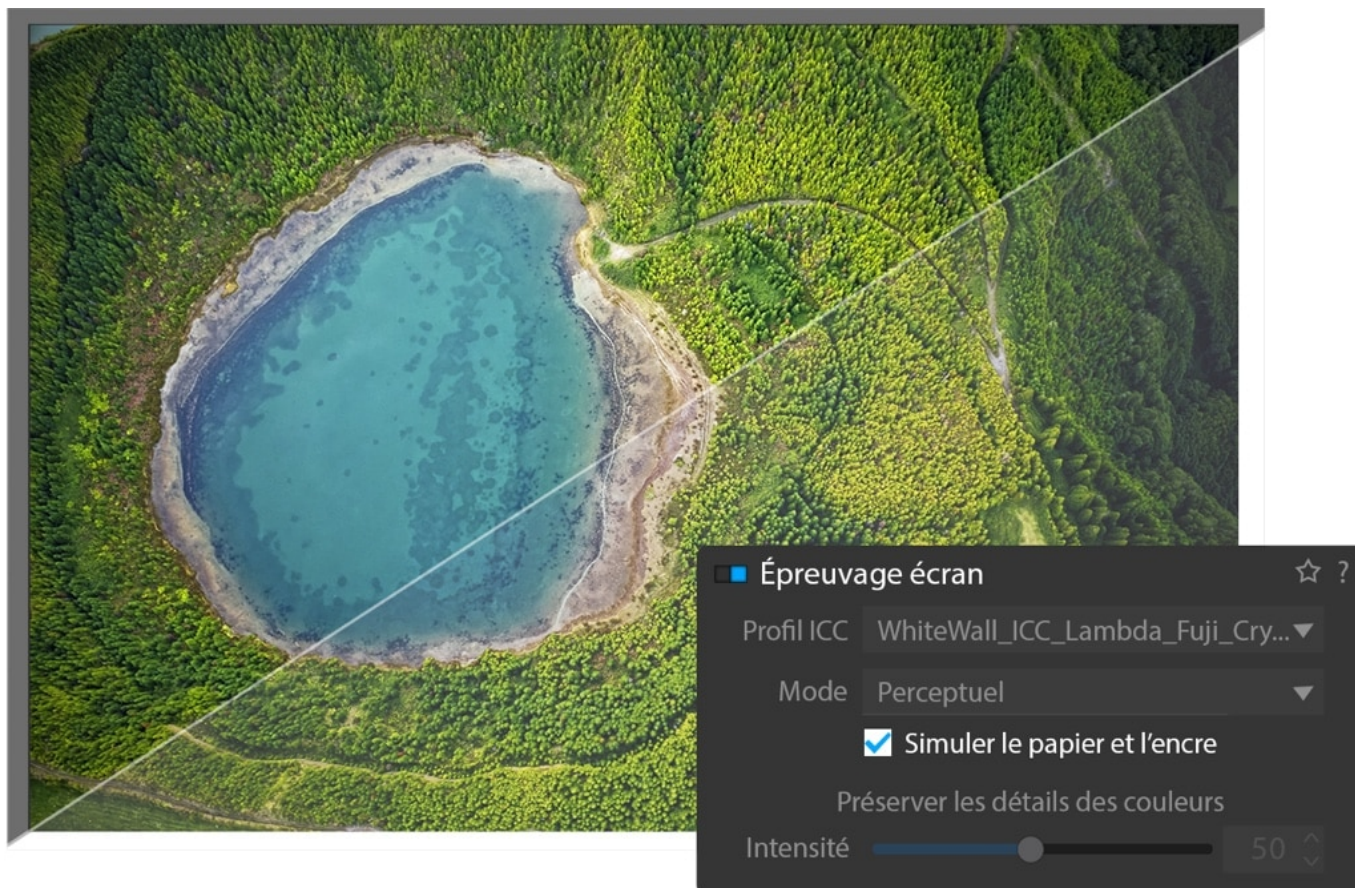 Épreuvage écran ?
Profil ICC WhiteWall_ICC_Lambda_Fuji_Cry...
Mode Perceptuel
Simuler le papier et l'encre
Préserver les détails des couleurs
Intensité 50